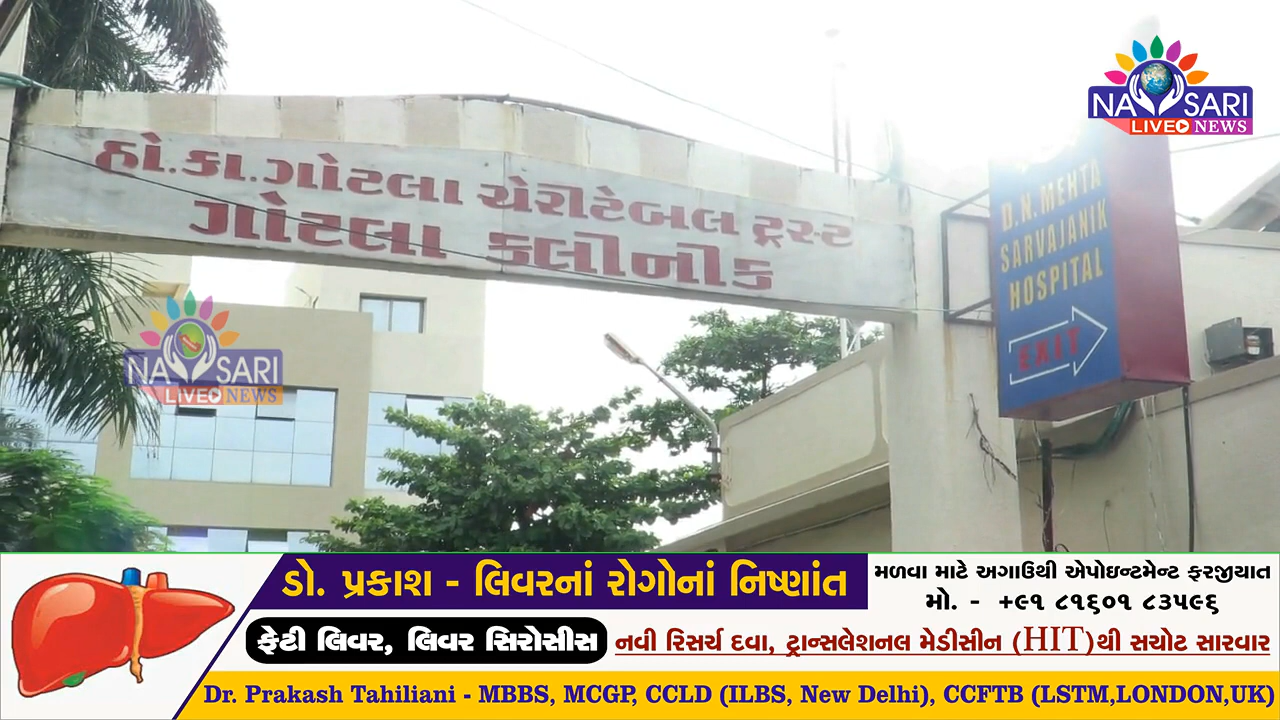 NAVSARI
LIVE NEWS
હો.કા.ગોટલા ચેરીટેબલ ટ્રસ્ટ
ગોટલા કલીનીક
D.N. MEHTA
SARVAJANIK
HOSPITAL
EXIT
NAVSARI
LIVE NEWS
ડો. પ્રકાશ - લિવરનાં રોગોનાં નિષ્ણાંત
મળવા માટે અગાઉથી એપોઇન્ટમેન્ટ ફરજીયાત
મો. - +૯૧ ૮૧૬૦૧ ૮૩૫૯૬
ફેટી લિવર, લિવર સિરોસીસ
નવી રિસર્ચ દવા, ટ્રાન્સલેશનલ મેડીસીન (HIT)થી સચોટ સારવાર
Dr. Prakash Tahiliani - MBBS, MCGP, CCLD (ILBS, New Delhi), CCFTB (LSTM,LONDON,UK)